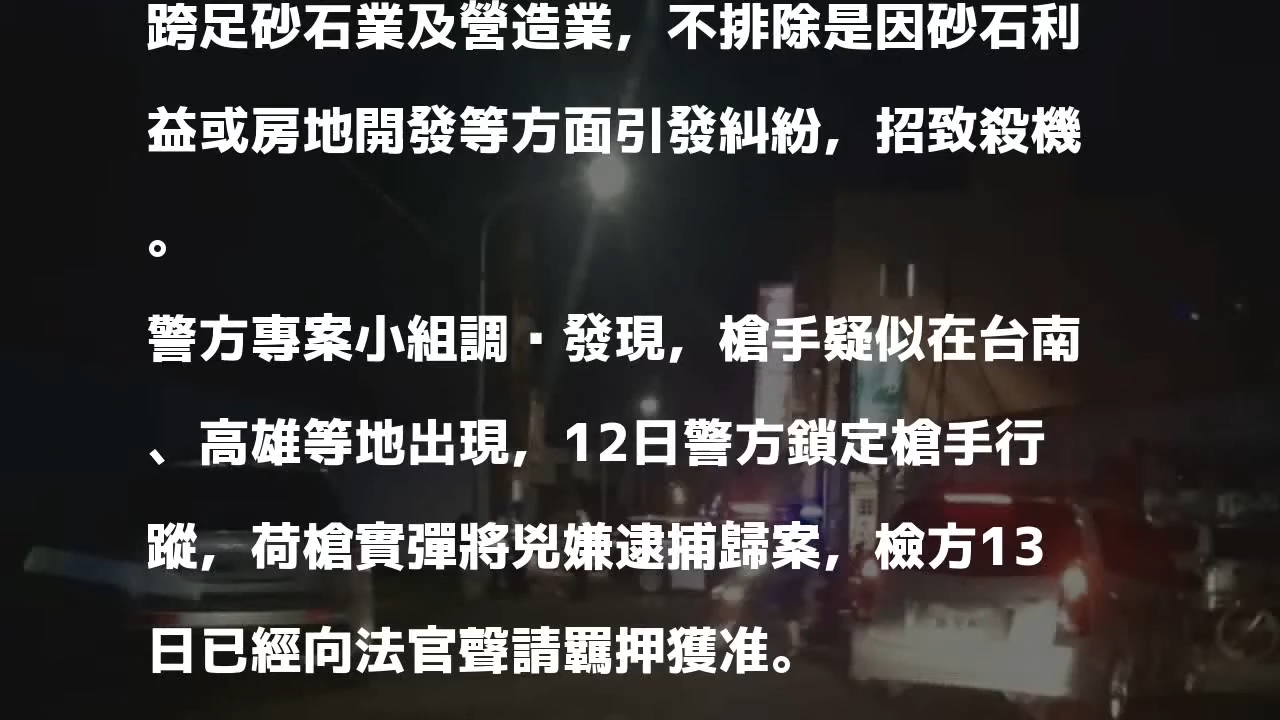 跨足砂石業及營造業，不排除是因砂石利
益或房地開發等方面引發糾紛，招致殺機
。
警方專案小組調▪發現，槍手疑似在台南
、高雄等地出現，12日警方鎖定槍手行
蹤，荷槍實彈將兇嫌逮捕歸案，檢方13
日已經向法官聲請羈押獲准。